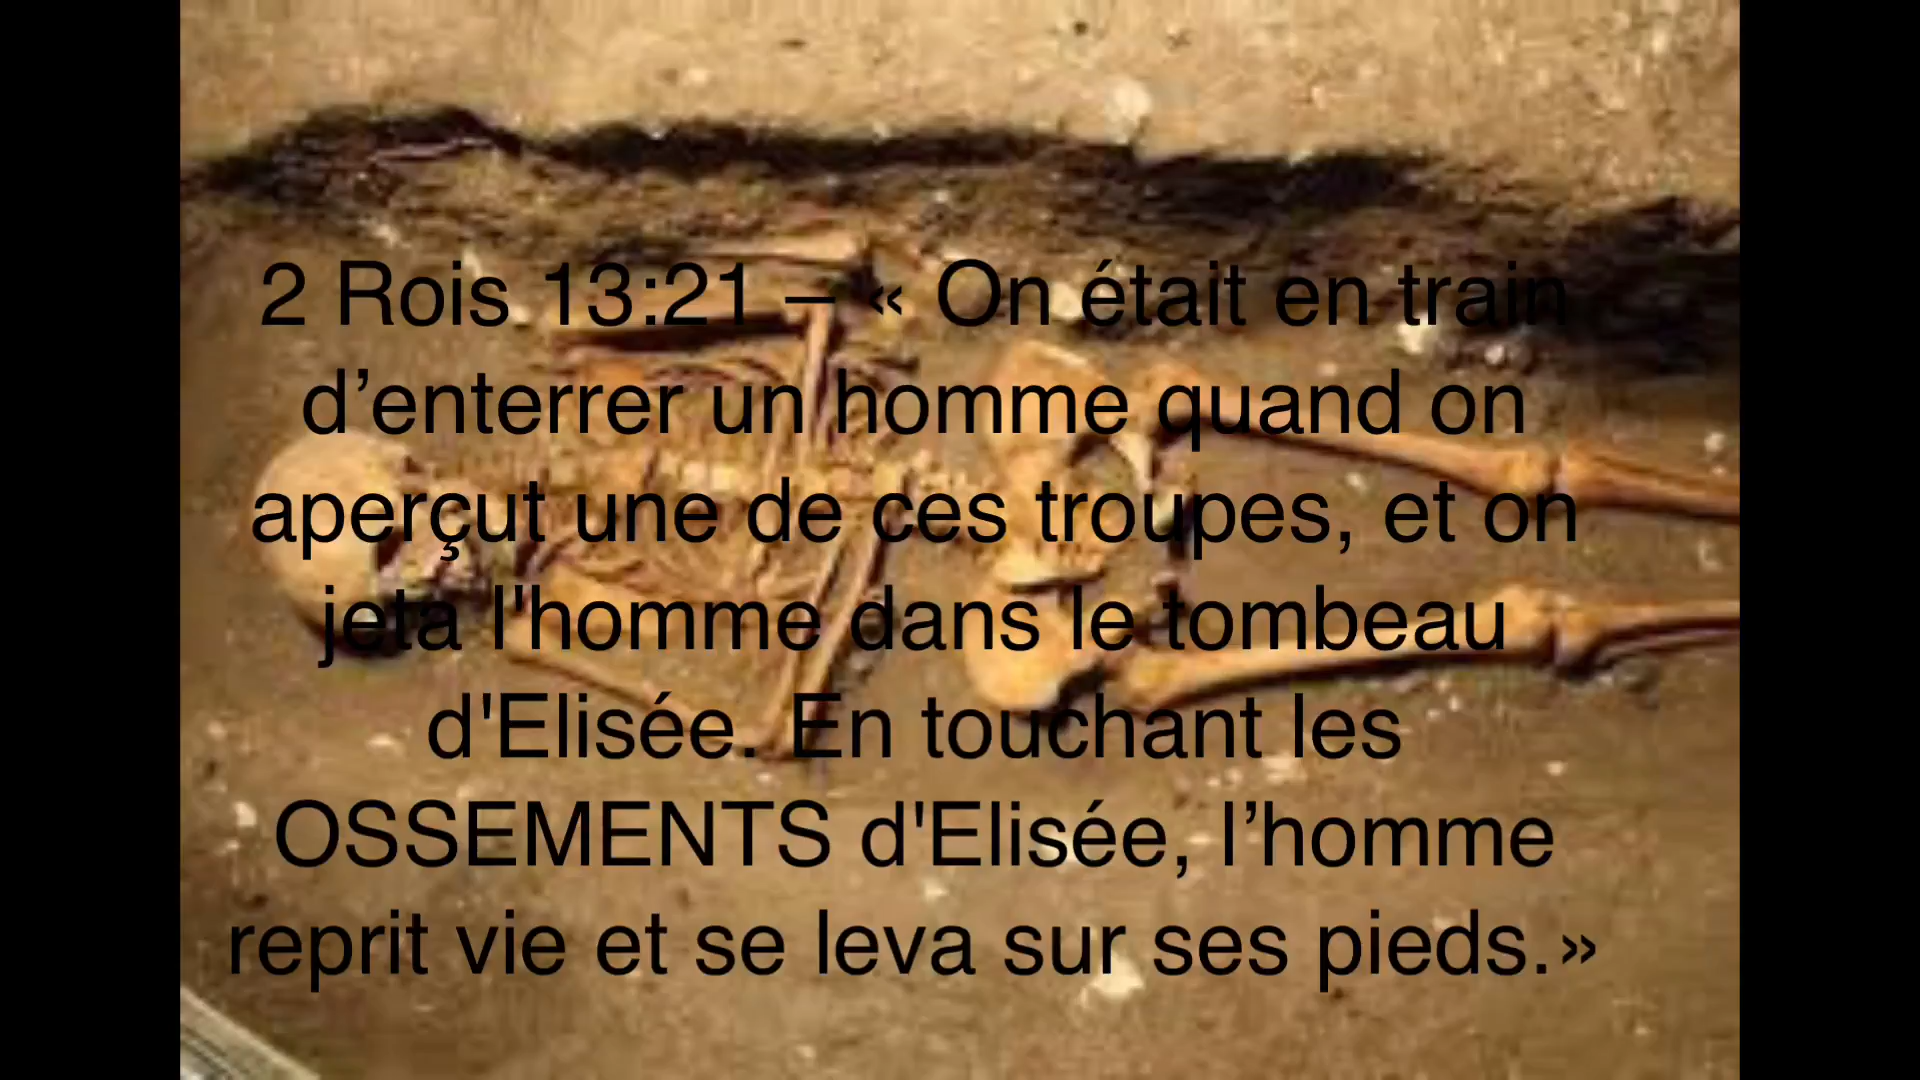 2 Rois 13:21 – « On était en train
d’enterrer un homme quand on
aperçut une de ces troupes, et on
jeta l'homme dans le tombeau
d'Elisée. En touchant les
OSSEMENTS d'Elisée, l’homme
reprit vie et se leva sur ses pieds.»